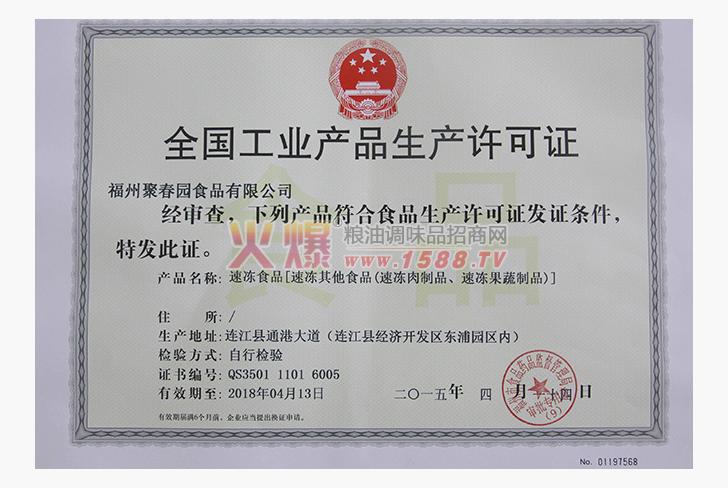 全国工业产品生产许可证
福州聚春园食品有限公司
经审查，下列产品符合食品生产许可证发证条件，
特发此证。
火爆®粮油调味品招商网
www.1588.TV
产品名称: 速冻食品[速冻其他食品(速冻肉制品、速冻果蔬制品)]
住 所: /
生产地址: 连江县通港大道（连江县经济开发区东浦园区内）
检验方式: 自行检验
证书编号: QS3501 1101 6005
有效期至: 2018年04月13日
二〇一五年 四 月 十四日
审批专用章
(9)
有效期届满6个月前，企业应当提出换证申请。
No. 01197568